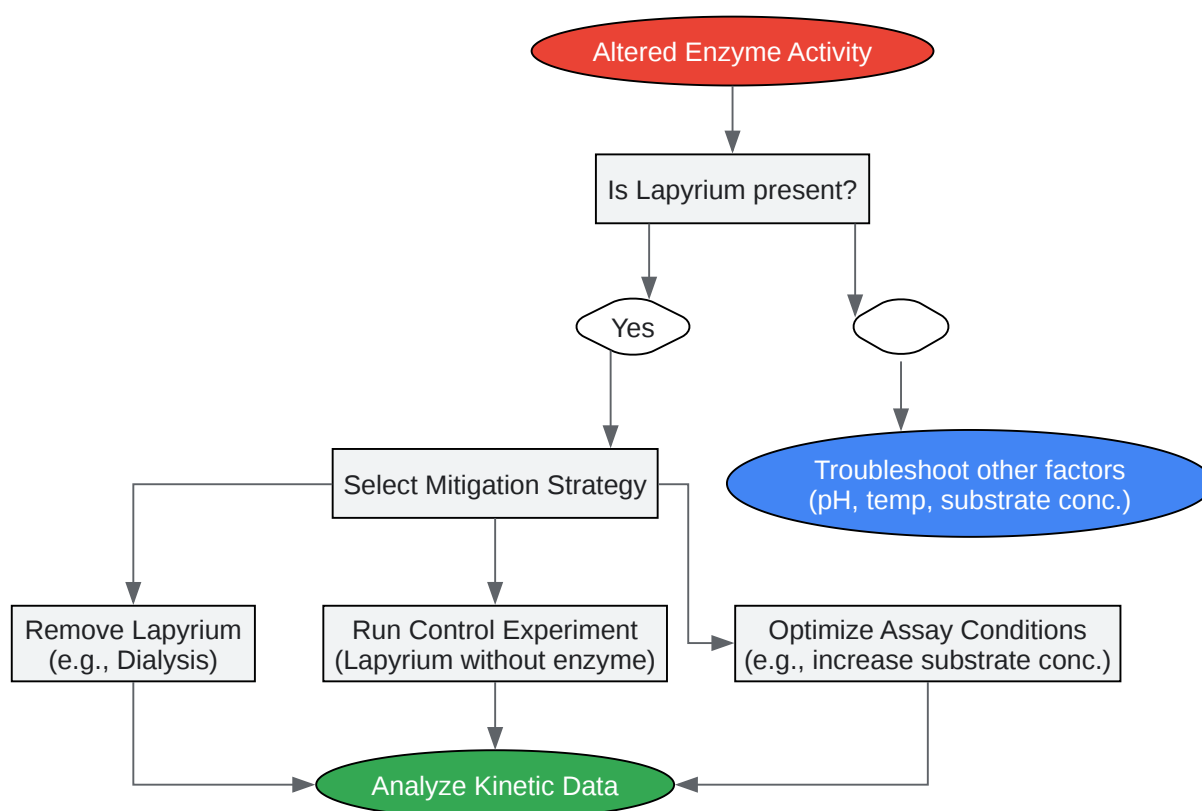 Altered Enzyme Activity
Is Lapyrium present?
Yes
Troubleshoot other factors
(pH, temp, substrate conc.)
Select Mitigation Strategy
Remove Lapyrium
(e.g., Dialysis)
Run Control Experiment
(Lapyrium without enzyme)
Optimize Assay Conditions
(e.g., increase substrate conc.)
Analyze Kinetic Data